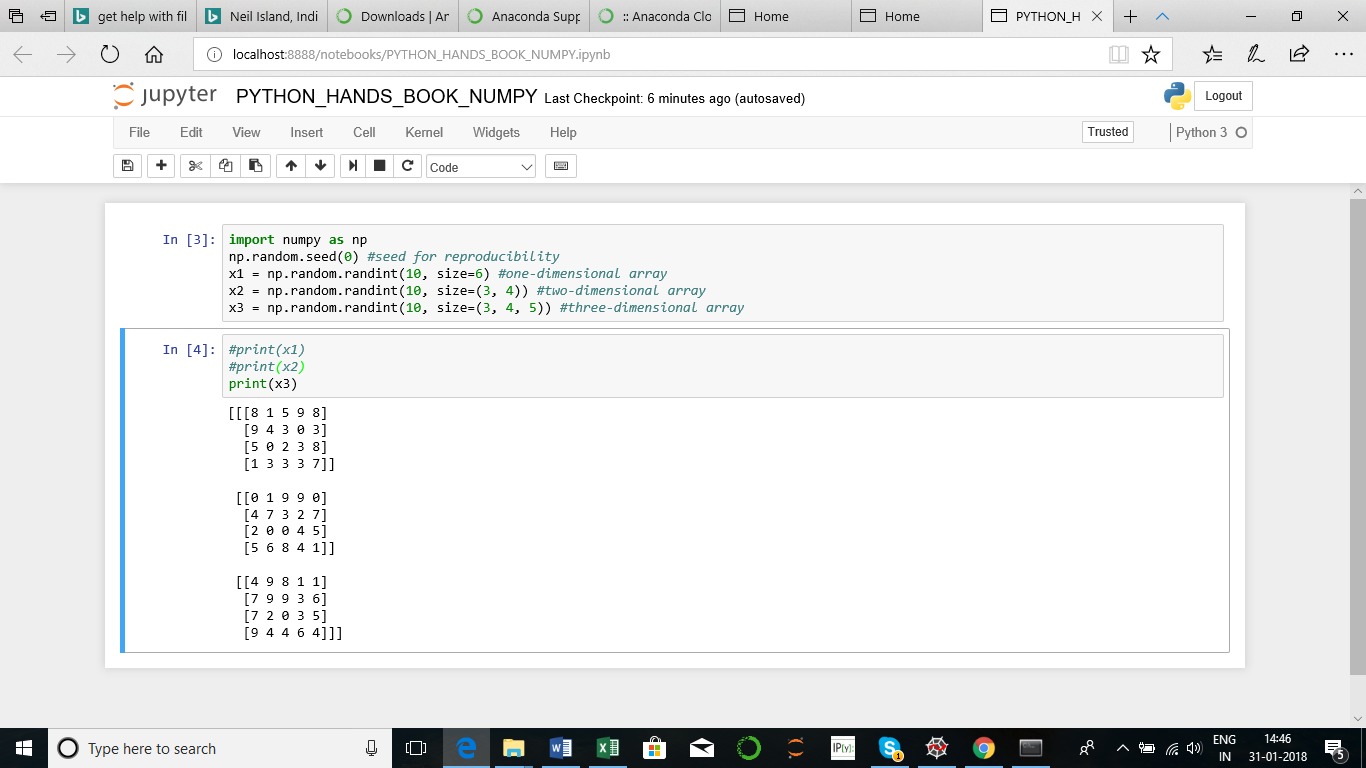 get help with fil
Neil Island, Indi
Downloads | Ar
Anaconda Supp
:: Anaconda Clo
Home
Home
PYTHON_H
localhost:8888/notebooks/PYTHON_HANDS_BOOK_NUMPY.ipynb
jupyter PYTHON_HANDS_BOOK_NUMPY Last Checkpoint: 6 minutes ago (autosaved)
Logout
File Edit View Insert Cell Kernel Widgets Help
Trusted
Python 3
Code
In [3]: import numpy as np
np.random.seed(0) #seed for reproducibility
x1 = np.random.randint(10, size=6) #one-dimensional array
x2 = np.random.randint(10, size=(3, 4)) #two-dimensional array
x3 = np.random.randint(10, size=(3, 4, 5)) #three-dimensional array
In [4]: #print(x1)
#print(x2)
print(x3)
[[[8 1 5 9 8]
[9 4 3 0 3]
[5 0 2 3 8]
[1 3 3 3 7]]
[[0 1 9 9 0]
[4 7 3 2 7]
[2 0 0 4 5]
[5 6 8 4 1]]
[[4 9 8 1 1]
[7 9 9 3 6]
[7 2 0 3 5]
[9 4 4 6 4]]]
Type here to search
IP[y]:
1
ENG
IN
14:46
31-01-2018
5